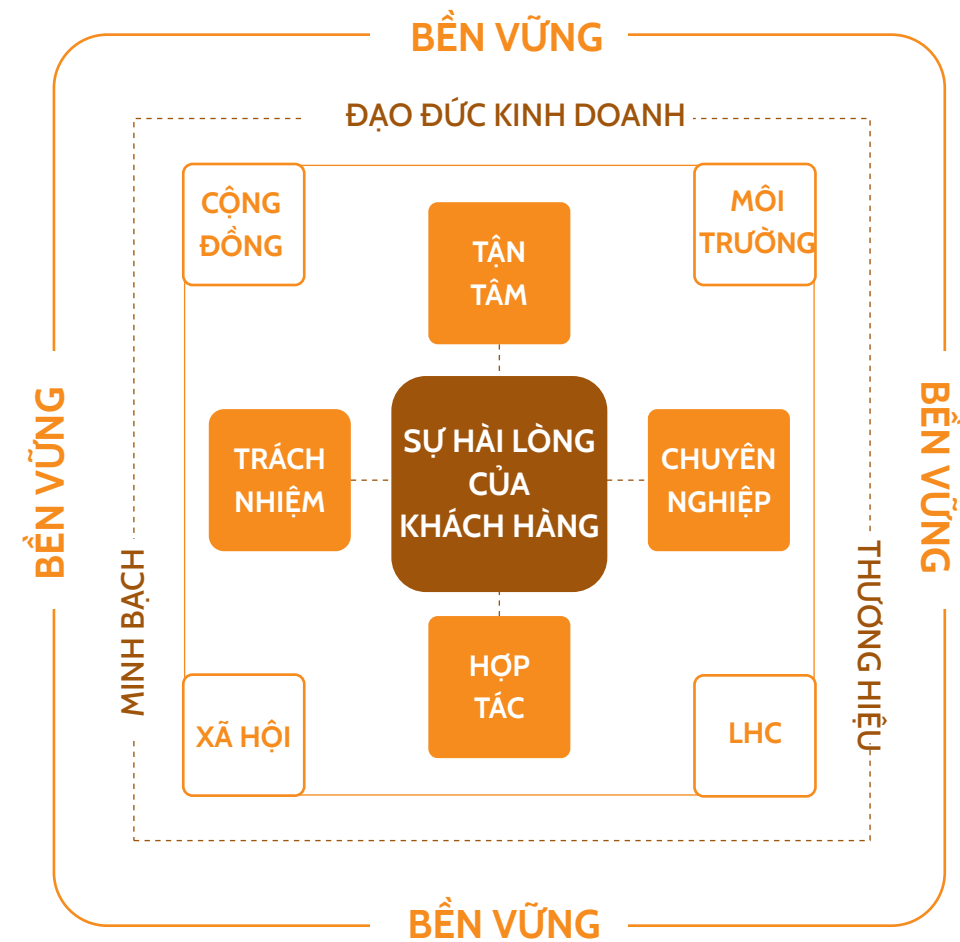 BỀN VỮNG
ĐẠO ĐỨC KINH DOANH
CỘNG
ĐỒNG
MÔI
TRƯỜNG
TẬN
TÂM
BỀN VỮNG
TRÁCH
NHIỆM
SỰ HÀI LÒNG
CỦA
KHÁCH HÀNG
CHUYÊN
NGHIỆP
BỀN VỮNG
MINH BẠCH
THƯƠNG HIỆU
HỢP
TÁC
XÃ HỘI
LHC
BỀN VỮNG